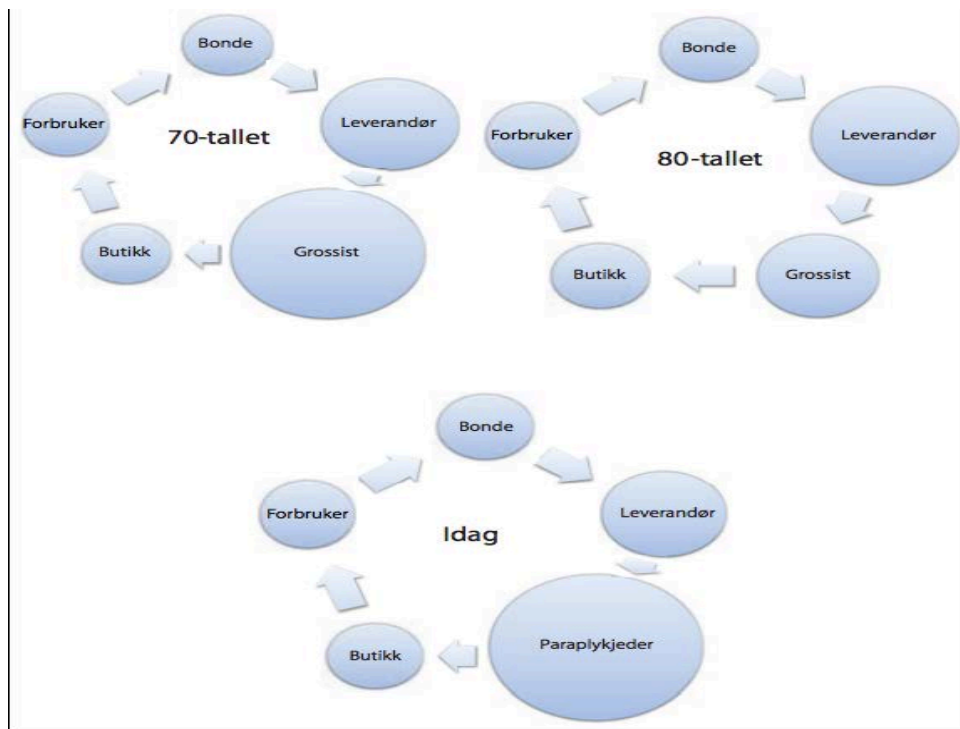 Bonde
Leverandør
Grossist
Butikk
Forbruker
70-tallet
Bonde
Leverandør
Grossist
Butikk
Forbruker
80-tallet
Bonde
Leverandør
Paraplykjeder
Butikk
Forbruker
Idag